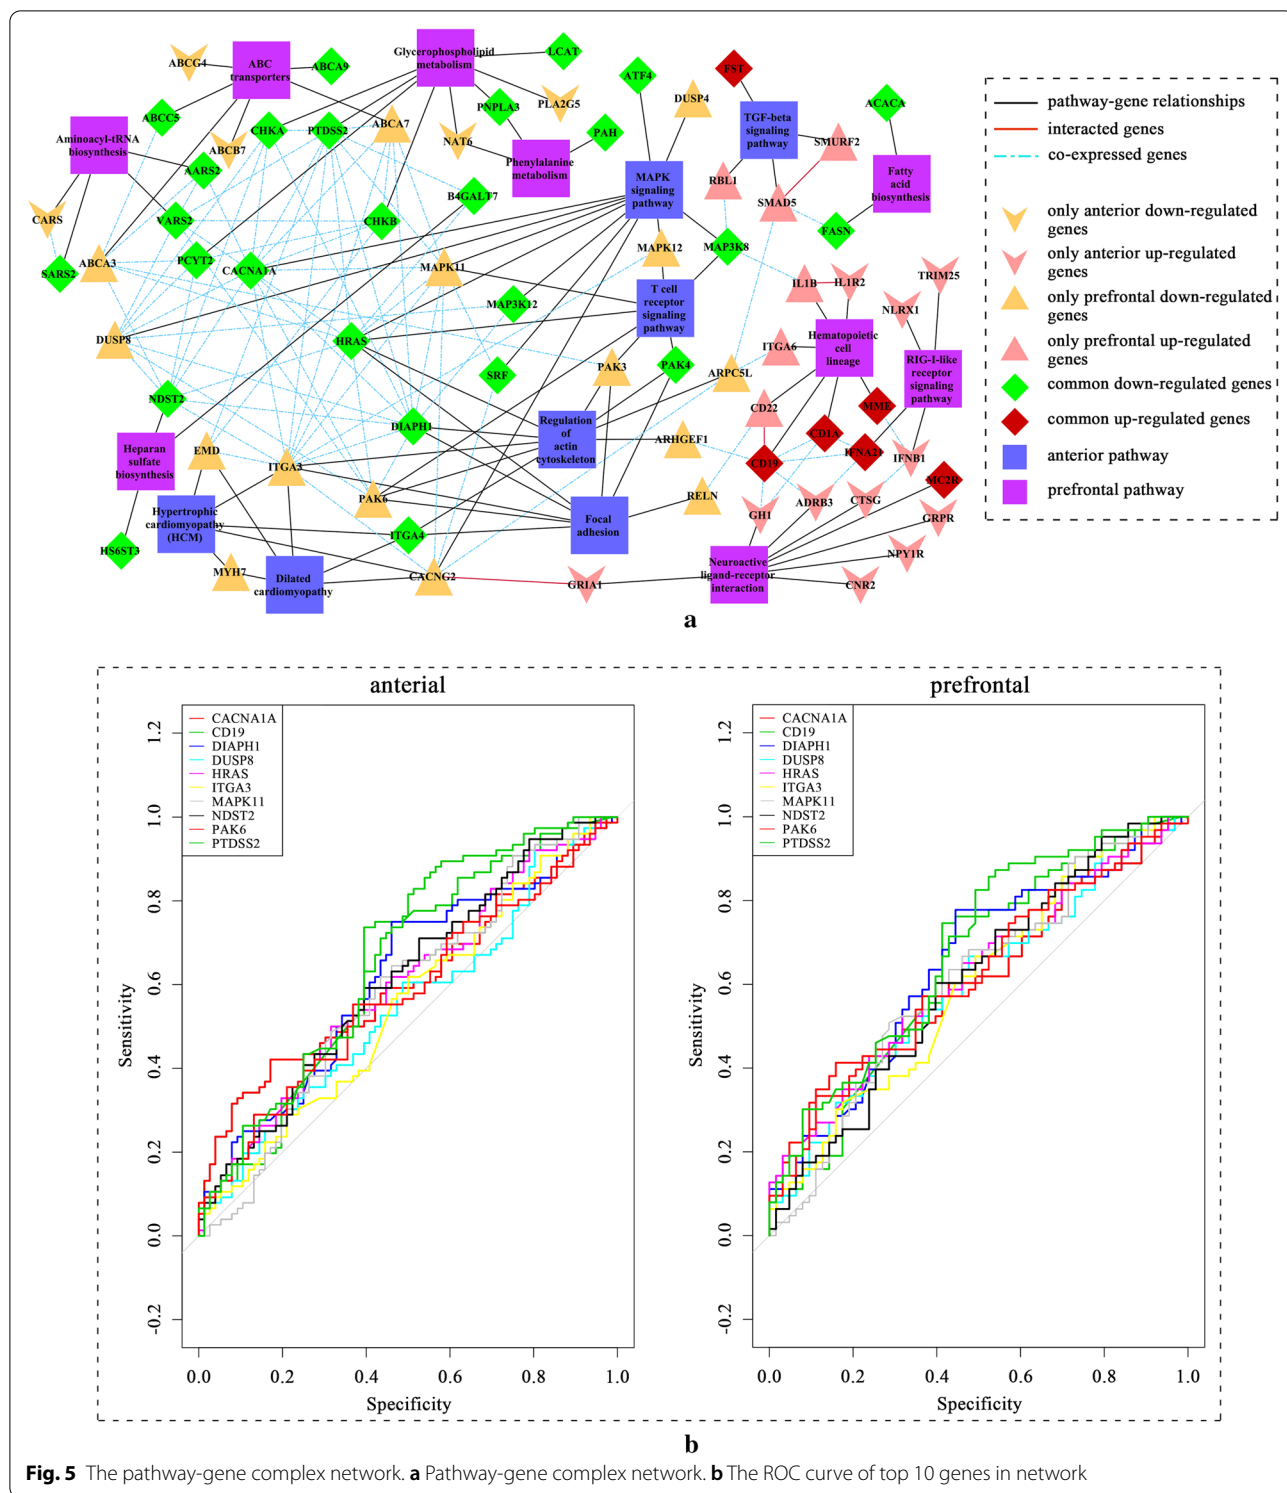 ABCG4
ABC
transporters
ABCA9
Glycerophospholipid
metabolism
LCAT
ATF4
FST
DUSP4
ACACA
ABCC5
CHKA
PTDSS2
ABCA7
PNPLA3
PLA2G5
TGF-beta
signaling
pathway
Aminoacyl-tRNA
biosynthesis
ABCB7
NAT6
PAH
SMURF2
AARS2
Phenylalanine
metabolism
MAPK
signaling
pathway
RBL1
Fatty
acid
biosynthesis
CARS
VARS2
CHKB
B4GALT7
SMAD5
FASN
ABCA3
SARS2
PCYT2
CACNA1A
MAPK11
MAPK12
MAP3K8
IL1B
IL1R2
TRIM25
MAP3K12
T cell
receptor
signaling
pathway
NLRX1
DUSP8
HRAS
ITGA6
Hematopoietic
cell
lineage
RIG-I-like
receptor
signaling
pathway
SRF
PAK3
PAK4
ARPC5L
NDST2
DIAPH1
Regulation
of
actin
cytoskeleton
CD22
MME
CD1A
Heparan
sulfate
biosynthesis
EMD
ITGA3
ARHGEF1
CD19
IFNA21
IFNB1
PAK6
RELN
MC2R
Hypertrophic
cardiomyopathy
(HCM)
ITGA4
Focal
adhesion
GH1
ADRB3
CTSG
GRPR
HS6ST3
MYH7
Dilated
cardiomyopathy
CACNG2
GRIA1
Neuroactive
ligand-receptor
interaction
NPY1R
CNR2
pathway-gene relationships
interacted genes
co-expressed genes
only anterior down-regulated
genes
only anterior up-regulated
genes
only prefrontal down-regulated
genes
only prefrontal up-regulated
genes
common down-regulated genes
common up-regulated genes
anterior pathway
prefrontal pathway
a
anterial
CACNA1A
CD19
DIAPH1
DUSP8
HRAS
ITGA3
MAPK11
NDST2
PAK6
PTDSS2
1.2
1.0
0.8
0.6
0.4
0.2
0.0
-0.2
Sensitivity
0.0 0.2 0.4 0.6 0.8 1.0
Specificity
prefrontal
CACNA1A
CD19
DIAPH1
DUSP8
HRAS
ITGA3
MAPK11
NDST2
PAK6
PTDSS2
1.2
1.0
0.8
0.6
0.4
0.2
0.0
-0.2
Sensitivity
0.0 0.2 0.4 0.6 0.8 1.0
Specificity
b
Fig. 5 The pathway-gene complex network. a Pathway-gene complex network. b The ROC curve of top 10 genes in network